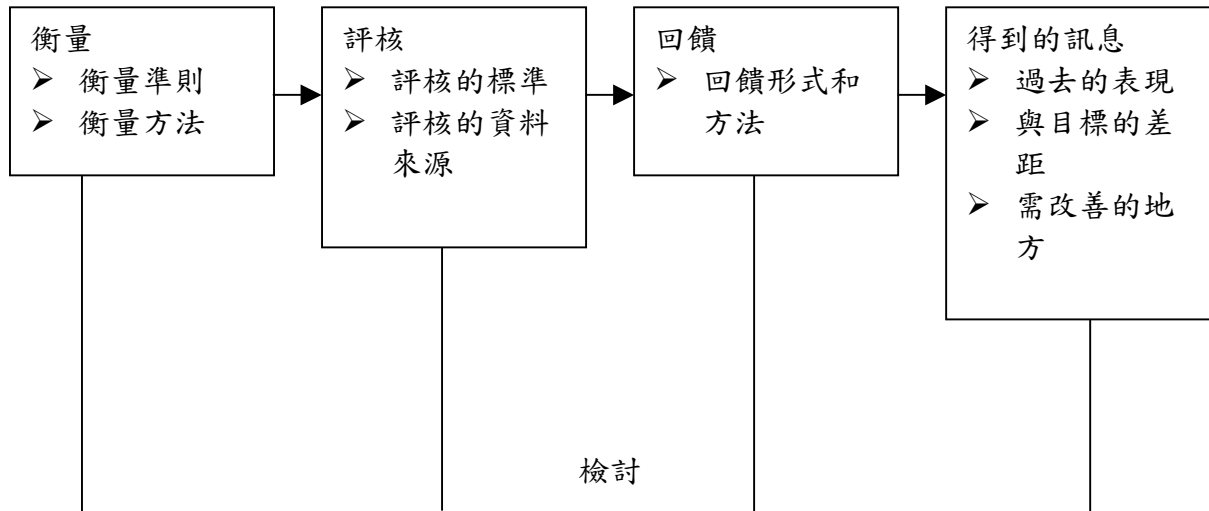 衡量
➢ 衡量準則
➢ 衡量方法
評核
➢ 評核的標準
➢ 評核的資料
來源
回饋
➢ 回饋形式和
方法
得到的訊息
➢ 過去的表現
➢ 與目標的差
距
➢ 需改善的地
方
檢討